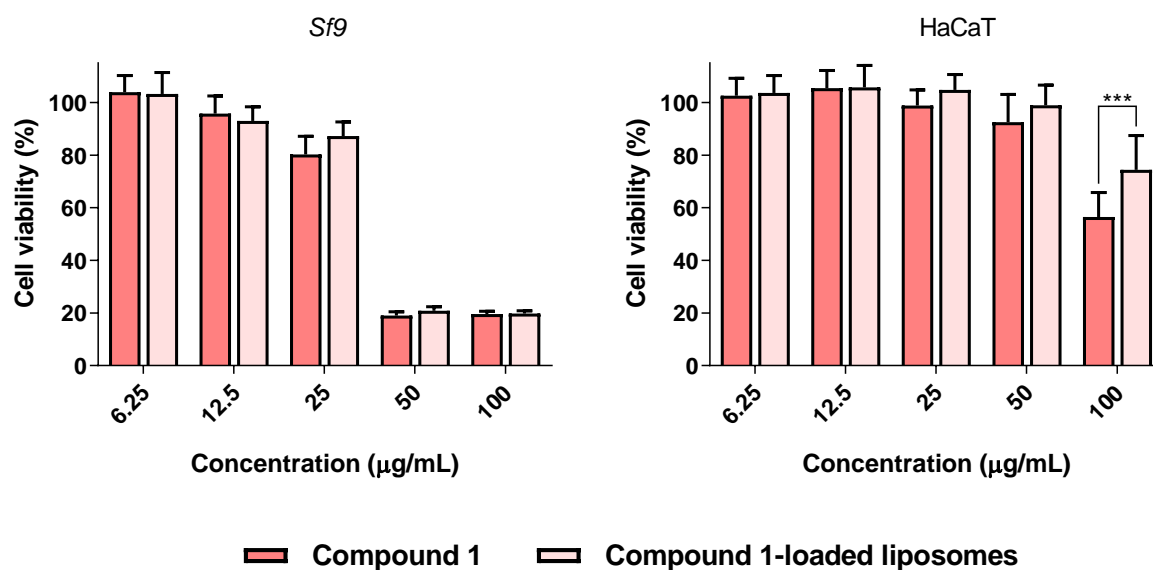 Sf9
Cell viability (%)
100
80
60
40
20
0
6.25
12.5
25
50
100
Concentration (μg/mL)
HaCaT
Cell viability (%)
100
80
60
40
20
0
***
6.25
12.5
25
50
100
Concentration (μg/mL)
Compound 1
Compound 1-loaded liposomes